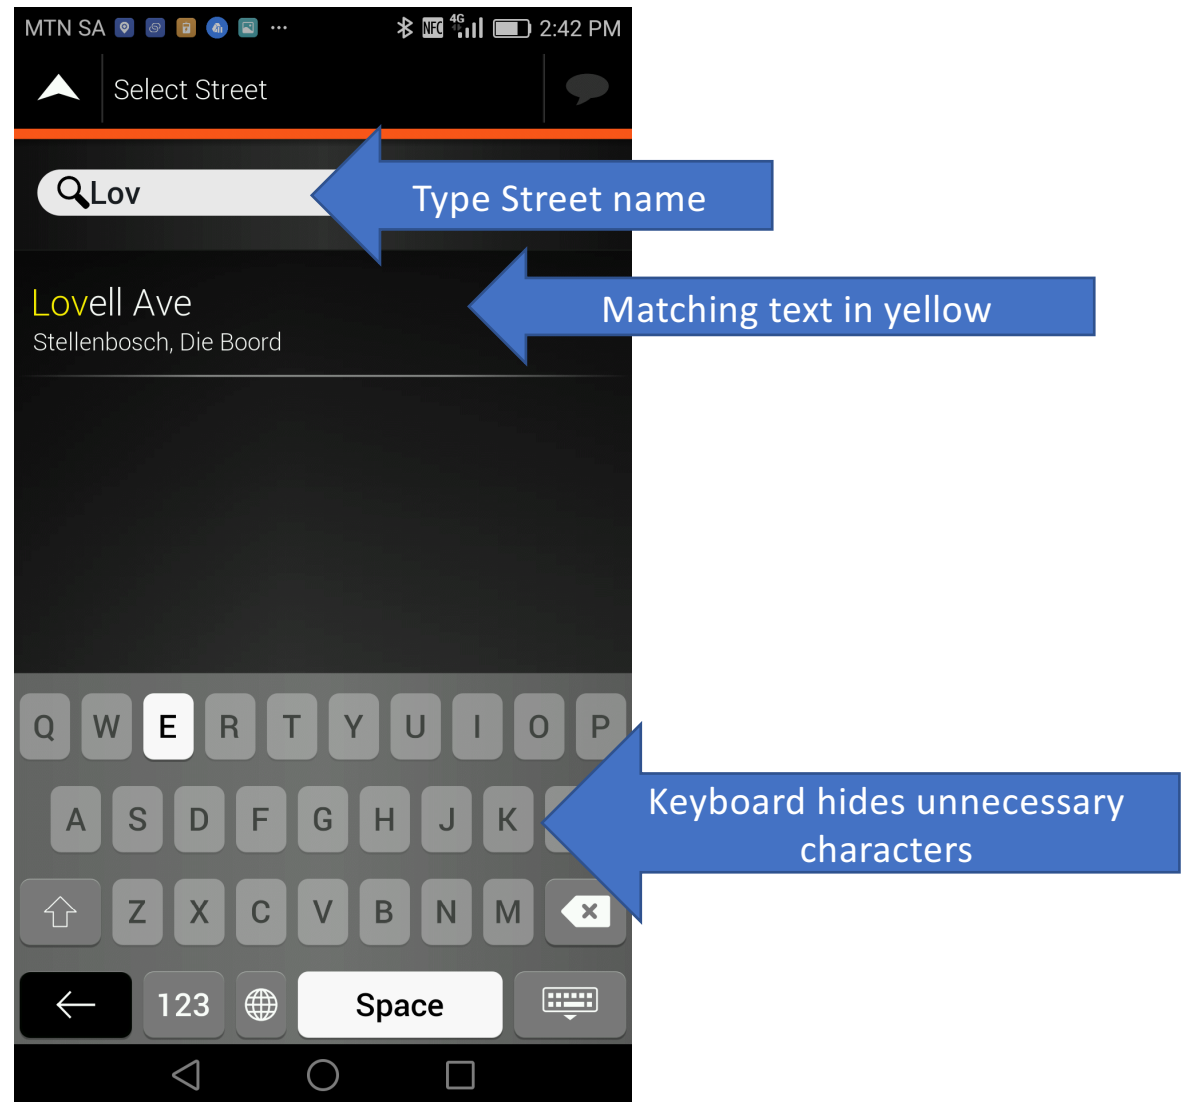 MTN SA
NFC
4G
2:42 PM
Select Street
Lov
Type Street name
Lovell Ave
Matching text in yellow
Stellenbosch, Die Boord
Q W E R T Y U I O P
A S D F G H J K
Keyboard hides unnecessary
characters
Z X C V B N M
123
Space